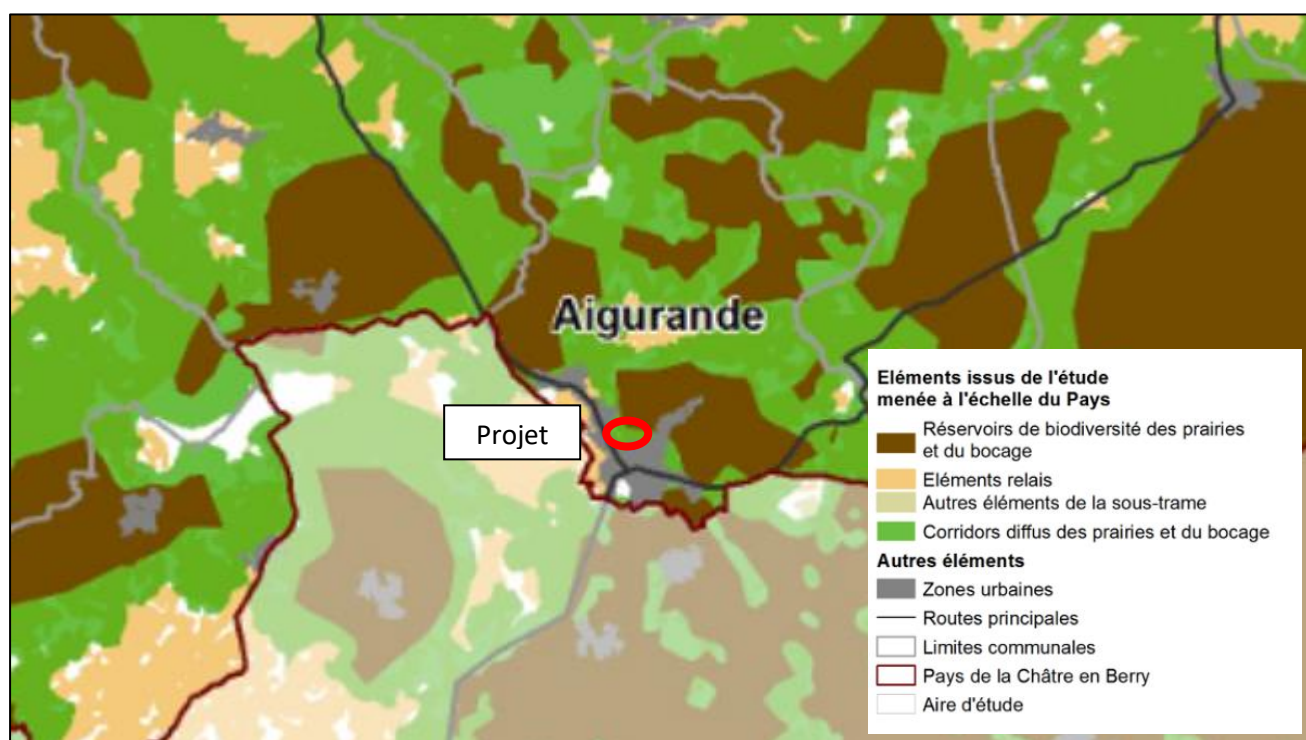 Aigurande
Projet
Eléments issus de l'étude
menée à l'échelle du Pays
Réservoirs de biodiversité des prairies
et du bocage
Eléments relais
Autres éléments de la sous-trame
Corridors diffus des prairies et du bocage
Autres éléments
Zones urbaines
Routes principales
Limites communales
Pays de la Châtre en Berry
Aire d'étude